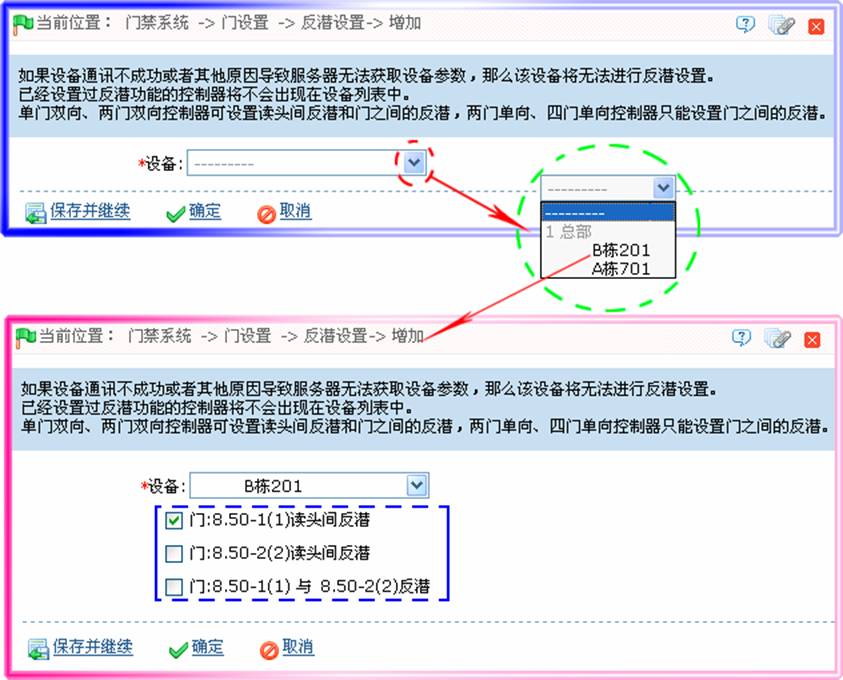 当前位置： 门禁系统 -> 门设置 -> 反潜设置-> 增加
如果设备通讯不成功或者其他原因导致服务器无法获取设备参数，那么该设备将无法进行反潜设置。
已经设置过反潜功能的控制器将不会出现在设备列表中。
单门双向、两门双向控制器可设置读头间反潜和门之间的反潜，两门单向、四门单向控制器只能设置门之间的反潜。
*设备: ---------
---------
---------
1 总部
B栋201
A栋701
保存并继续 确定 取消
当前位置： 门禁系统 -> 门设置 -> 反潜设置-> 增加
如果设备通讯不成功或者其他原因导致服务器无法获取设备参数，那么该设备将无法进行反潜设置。
已经设置过反潜功能的控制器将不会出现在设备列表中。
单门双向、两门双向控制器可设置读头间反潜和门之间的反潜，两门单向、四门单向控制器只能设置门之间的反潜。
*设备: B栋201
门:8.50-1(1)读头间反潜
门:8.50-2(2)读头间反潜
门:8.50-1(1) 与 8.50-2(2)反潜
保存并继续 确定 取消